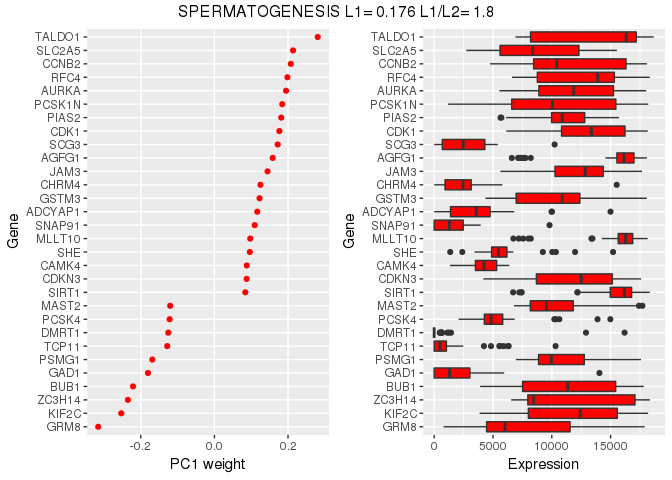 SPERMATOGENESIS L1= 0.176 L1/L2= 1.8
Gene
TALDO1
SLC2A5
CCNB2
RFC4
AURKA
PCSK1N
PIAS2
CDK1
SCG3
AGFG1
JAM3
CHRM4
GSTM3
ADCYAP1
SNAP91
MLLT10
SHE
CAMK4
CDKN3
SIRT1
MAST2
PCSK4
DMRT1
TCP11
PSMG1
GAD1
BUB1
ZC3H14
KIF2C
GRM8
-0.2 0.0 0.2
PC1 weight
Gene
TALDO1
SLC2A5
CCNB2
RFC4
AURKA
PCSK1N
PIAS2
CDK1
SCG3
AGFG1
JAM3
CHRM4
GSTM3
ADCYAP1
SNAP91
MLLT10
SHE
CAMK4
CDKN3
SIRT1
MAST2
PCSK4
DMRT1
TCP11
PSMG1
GAD1
BUB1
ZC3H14
KIF2C
GRM8
0 5000 10000 15000
Expression